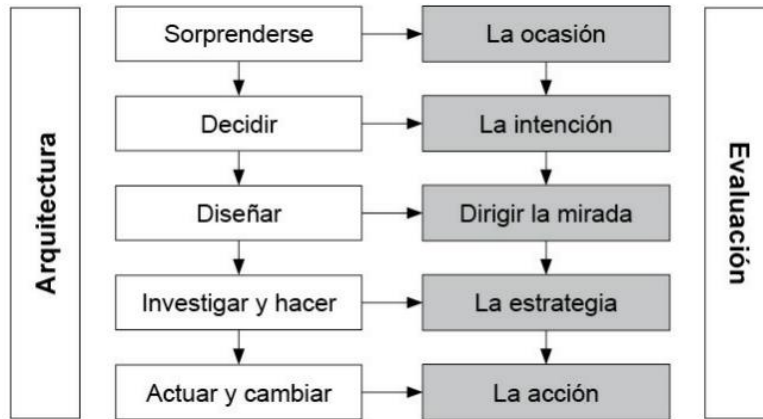 Arquitectura
Sorprenderse
La ocasión
Decidir
La intención
Diseñar
Dirigir la mirada
Investigar y hacer
La estrategia
Actuar y cambiar
La acción
Evaluación